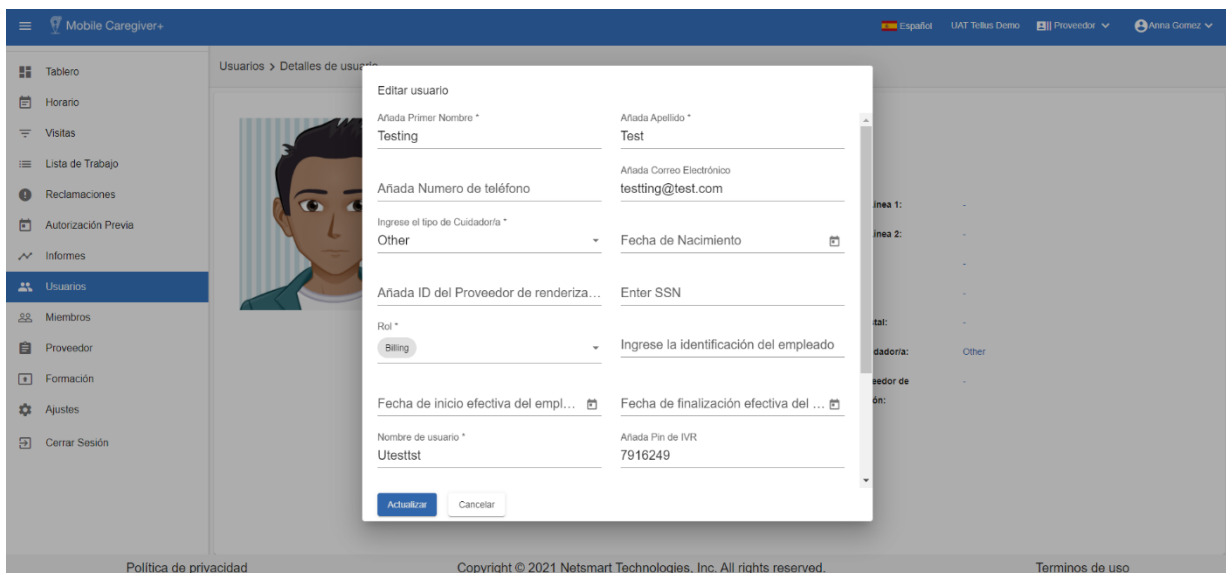 Mobile Caregiver+
Español UAT Tellus Demo Proveedor Anna Gomez
Tablero
Horario
Visitas
Lista de Trabajo
Reclamaciones
Autorización Previa
Informes
Usuarios
Miembros
Proveedor
Formación
Ajustes
Cerrar Sesión
Usuarios > Detalles de usuario
Editar usuario
Añada Primer Nombre * Añada Apellido *
Testing Test
Añada Correo Electrónico
Añada Numero de teléfono testting@test.com
Ingrese el tipo de Cuidador/a *
Other Fecha de Nacimiento
Añada ID del Proveedor de renderiza... Enter SSN
Rol *
Billing Ingrese la identificación del empleado
Fecha de inicio efectiva del empl... Fecha de finalización efectiva del ...
Nombre de usuario * Añada Pin de IVR
Utesttst 7916249
Actualizar Cancelar
ínea 1: -
ínea 2: -
-
-
stal: -
dador/a: Other
eedor de -
ón:
Política de privacidad Copyright © 2021 Netsmart Technologies, Inc. All rights reserved. Terminos de uso